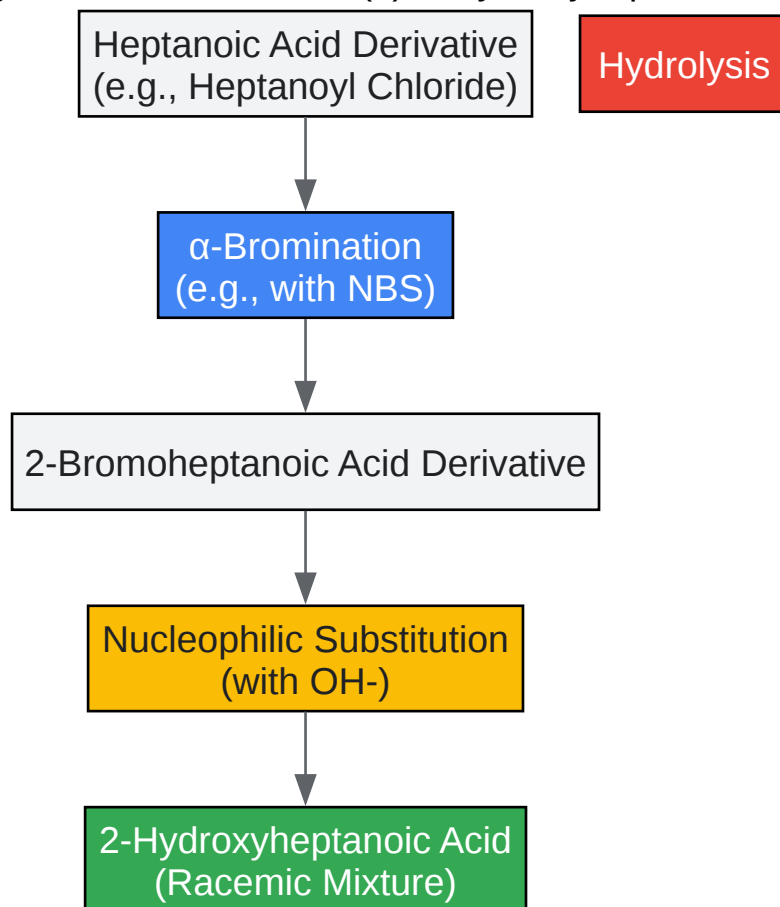 Heptanoic Acid Derivative
(e.g., Heptanoyl Chloride)
Hydrolysis
α-Bromination
(e.g., with NBS)
2-Bromoheptanoic Acid Derivative
Nucleophilic Substitution
(with OH-)
2-Hydroxyheptanoic Acid
(Racemic Mixture)